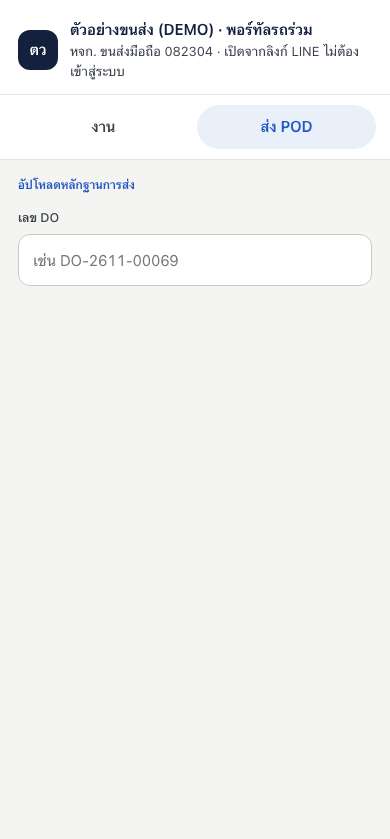 ตว
ตัวอย่างขนส่ง (DEMO) · พอร์ทัลรถร่วม
หจก. ขนส่งมือถือ 082304 · เปิดจากลิงก์ LINE ไม่ต้อง
เข้าสู่ระบบ
งาน
ส่ง POD
อัปโหลดหลักฐานการส่ง
เลข DO
เช่น DO-2611-00069